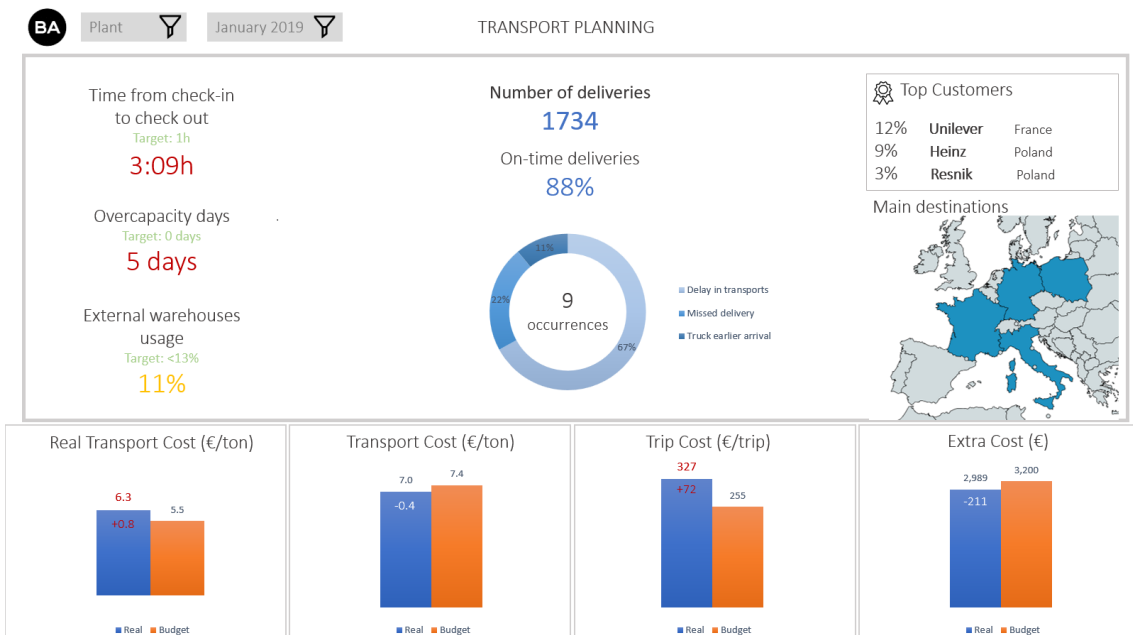 BA
Plant
January 2019
TRANSPORT PLANNING
Time from check-in
to check out
Target: 1h
3:09h
Overcapacity days
Target: 0 days
5 days
External warehouses
usage
Target: <13%
11%
Number of deliveries
1734
On-time deliveries
88%
11%
22%
67%
9
occurrences
Delay in transports
Missed delivery
Truck earlier arrival
Top Customers
12% Unilever France
9% Heinz Poland
3% Resnik Poland
Main destinations
Real Transport Cost (€/ton)
6.3
+0.8
5.5
Real Budget
Transport Cost (€/ton)
7.0
-0.4
7.4
Real Budget
Trip Cost (€/trip)
327
+72
255
Real Budget
Extra Cost (€)
2,989
-211
3,200
Real Budget